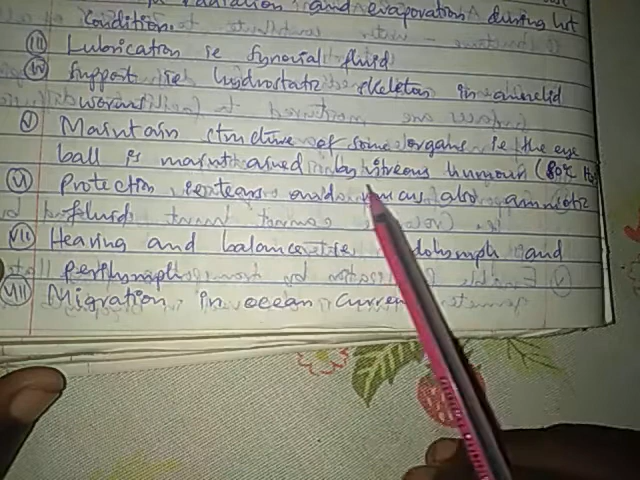 radiation and evaporation during hot
condition.
(iii) Lubrication ie synovial fluid
(iv) Support ie hydrostatic skeleton in annelid
worms
(v) Maintain structure of some organs ie the eye
ball is maintained by vitreous humour (80%
(vi) Protection ie tears and mucus also amniotic
fluid
(vii) Hearing and balance ie and
perilymph
(viii) Migration in ocean